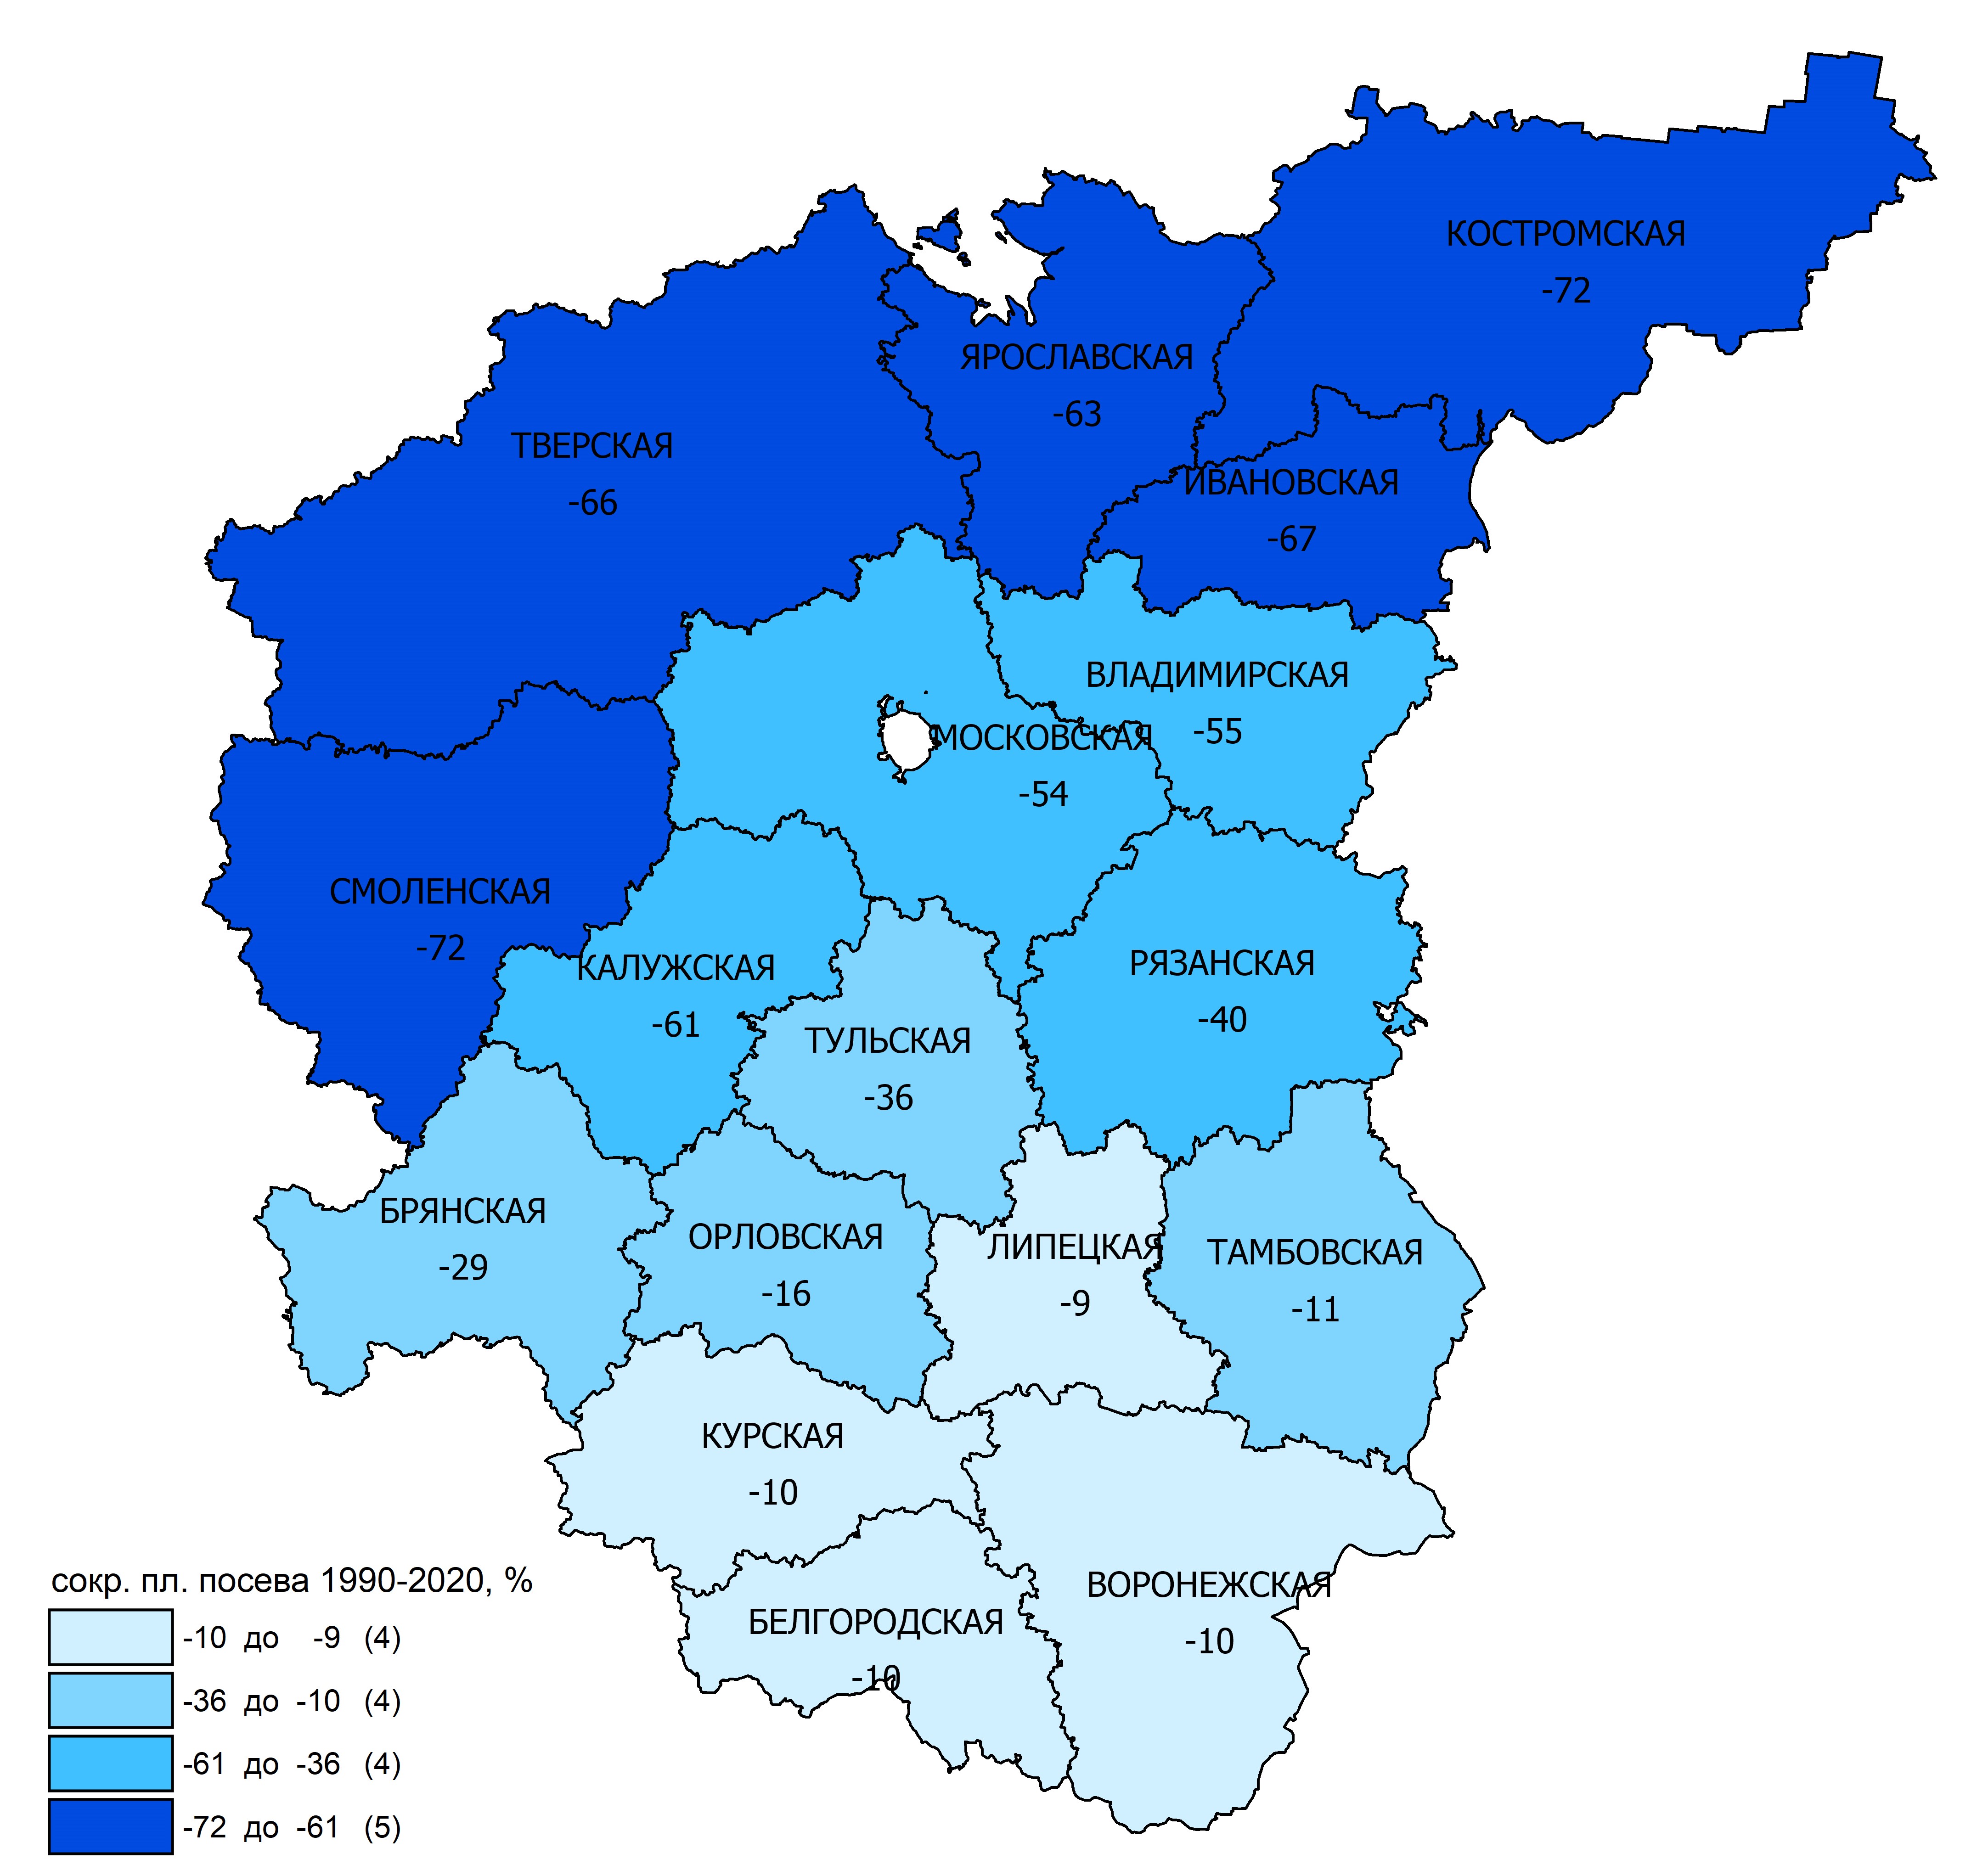 КОСТРОМСКАЯ
-72
ЯРОСЛАВСКАЯ
-63
ТВЕРСКАЯ
-66
ИВАНОВСКАЯ
-67
ВЛАДИМИРСКАЯ
-55
МОСКОВСКАЯ
-54
СМОЛЕНСКАЯ
-72
КАЛУЖСКАЯ
-61
РЯЗАНСКАЯ
-40
ТУЛЬСКАЯ
-36
БРЯНСКАЯ
-29
ОРЛОВСКАЯ
-16
ЛИПЕЦКАЯ
-9
ТАМБОВСКАЯ
-11
КУРСКАЯ
-10
ВОРОНЕЖСКАЯ
-10
БЕЛГОРОДСКАЯ
-10
сокр. пл. посева 1990-2020, %
-10 до -9 (4)
-36 до -10 (4)
-61 до -36 (4)
-72 до -61 (5)